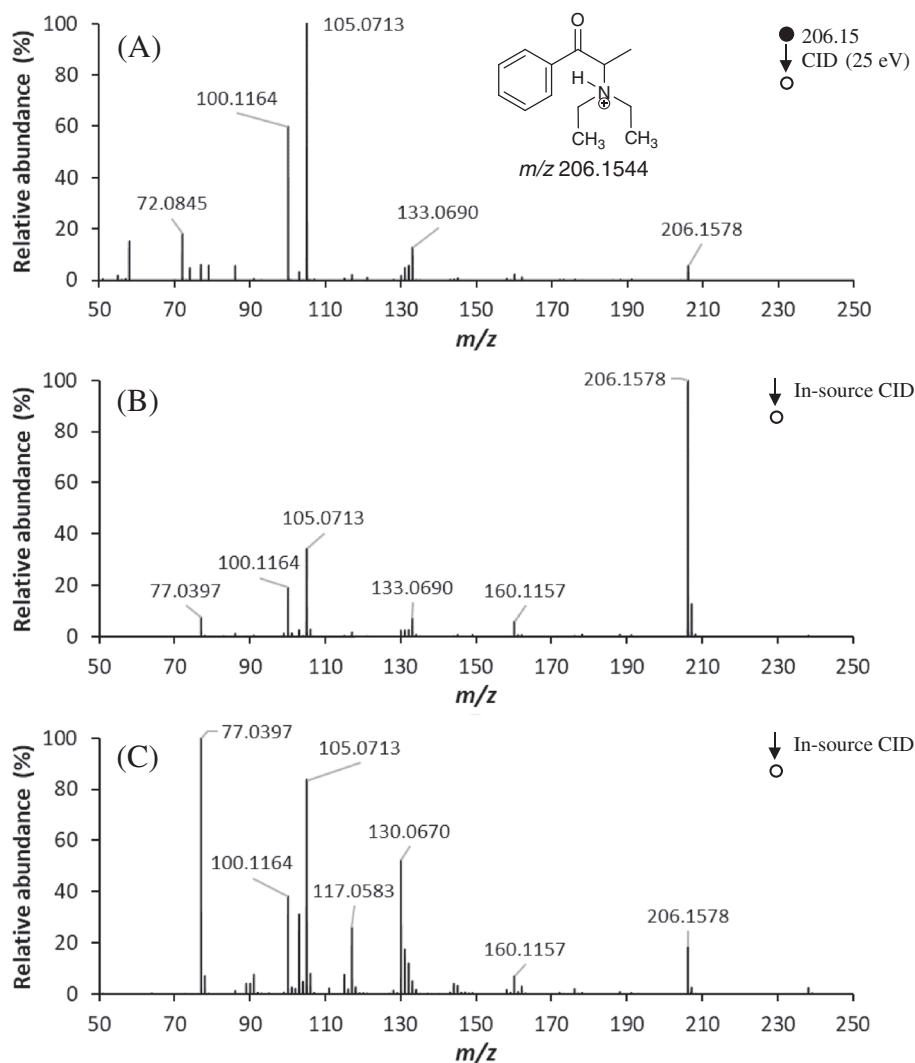 (A)
Relative abundance (%)
100
80
60
40
20
0
105.0713
100.1164
72.0845
133.0690
206.1578
O
H
N
+
CH3
CH3
m/z 206.1544
206.15
CID (25 eV)
50 70 90 110 130 150 170 190 210 230 250
m/z
(B)
Relative abundance (%)
100
80
60
40
20
0
206.1578
In-source CID
105.0713
100.1164
77.0397
133.0690
160.1157
50 70 90 110 130 150 170 190 210 230 250
m/z
(C)
Relative abundance (%)
100
80
60
40
20
0
77.0397
105.0713
In-source CID
130.0670
100.1164
117.0583
206.1578
160.1157
50 70 90 110 130 150 170 190 210 230 250
m/z